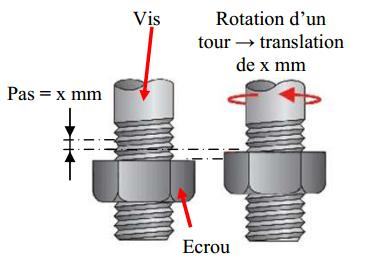 Vis
Rotation d’un
tour → translation
de x mm
Pas = x mm
Ecrou